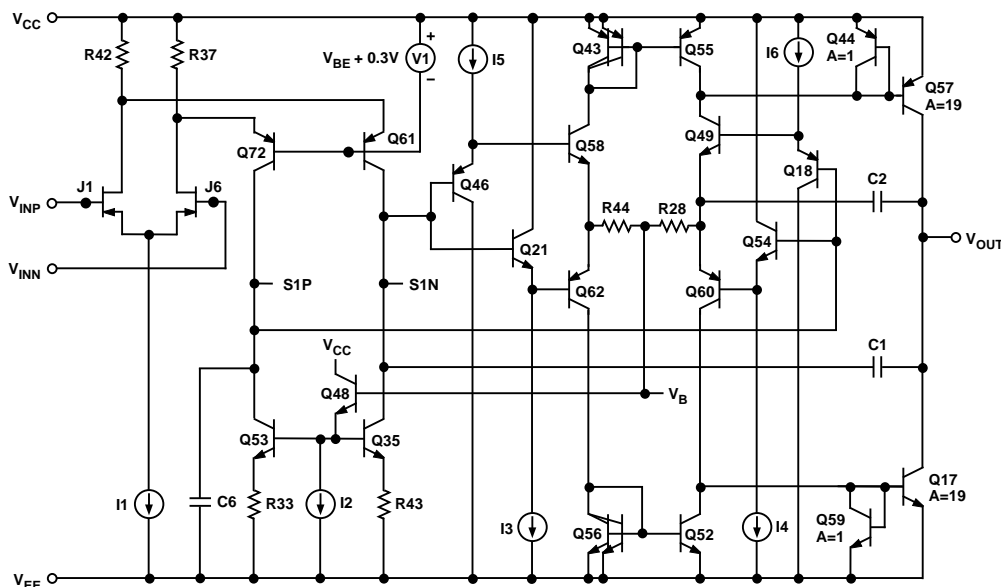 VCC
R42
R37
VBE + 0.3V
+
V1
−
I5
Q43
Q55
I6
Q44
A=1
Q57
A=19
Q72
Q61
Q58
Q49
Q18
J1
J6
Q46
C2
VINP
R44
R28
Q21
Q54
VOUT
VINN
S1P
S1N
Q62
Q60
VCC
C1
Q48
VB
Q53
Q35
Q17
A=19
I1
C6
R33
I2
R43
I3
Q56
Q52
I4
Q59
A=1
VEE